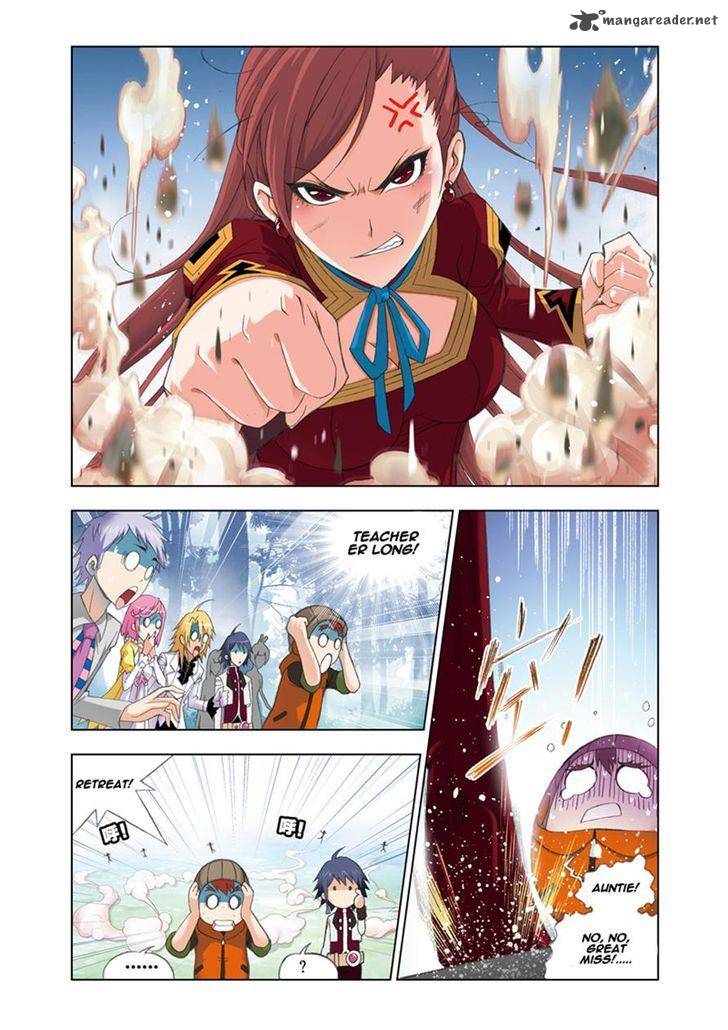 mangareader.net
TEACHER
ER LONG!
AUNTIE!
NO, NO,
GREAT
MISS!.....
RETREAT!
呼!
呼!
......
?